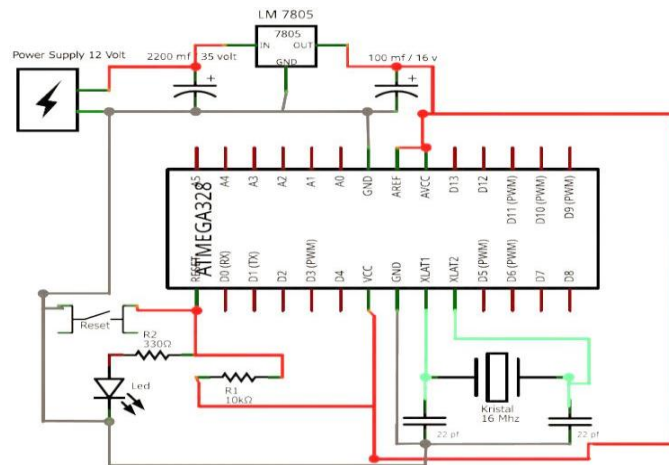 LM 7805
Power Supply 12 Volt
2200 mf
35 volt
7805
IN
OUT
GND
100 mf / 16 v
+
+
A5
A4
A3
A2
A1
A0
GND
AREF
AVCC
D13
D12
D11 (PWM)
D10 (PWM)
D9 (PWM)
ATMEGA328
RESET
D0 (RX)
D1 (TX)
D2
D3 (PWM)
D4
VCC
GND
XLAT1
XLAT2
D5 (PWM)
D6 (PWM)
D7
D8
Reset
R2
330Ω
Led
R1
10kΩ
Kristal
16 Mhz
22 pf
22 pf